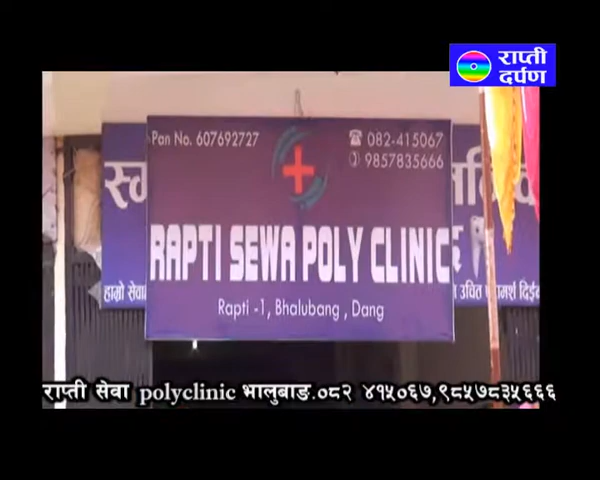 राप्ती
दर्पण
Pan No. 607692727
082-415067
9857835666
RAPTI SEWA POLY CLINIC
Rapti -1, Bhalubang , Dang
हाम्रो सेवा
उचित
राप्ती सेवा polyclinic भालुबाङ.०८२ ४१५०६७,९८५७८३५६६६